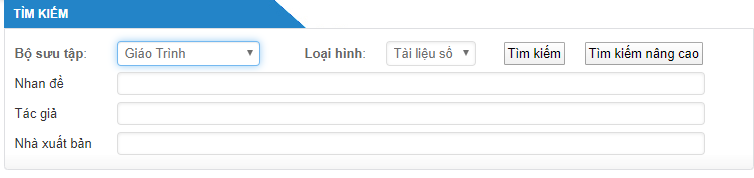 TÌM KIẾM
Bộ sưu tập: Giáo Trình Loại hình: Tài liệu số Tìm kiếm Tìm kiếm nâng cao
Nhan đề
Tác giả
Nhà xuất bản